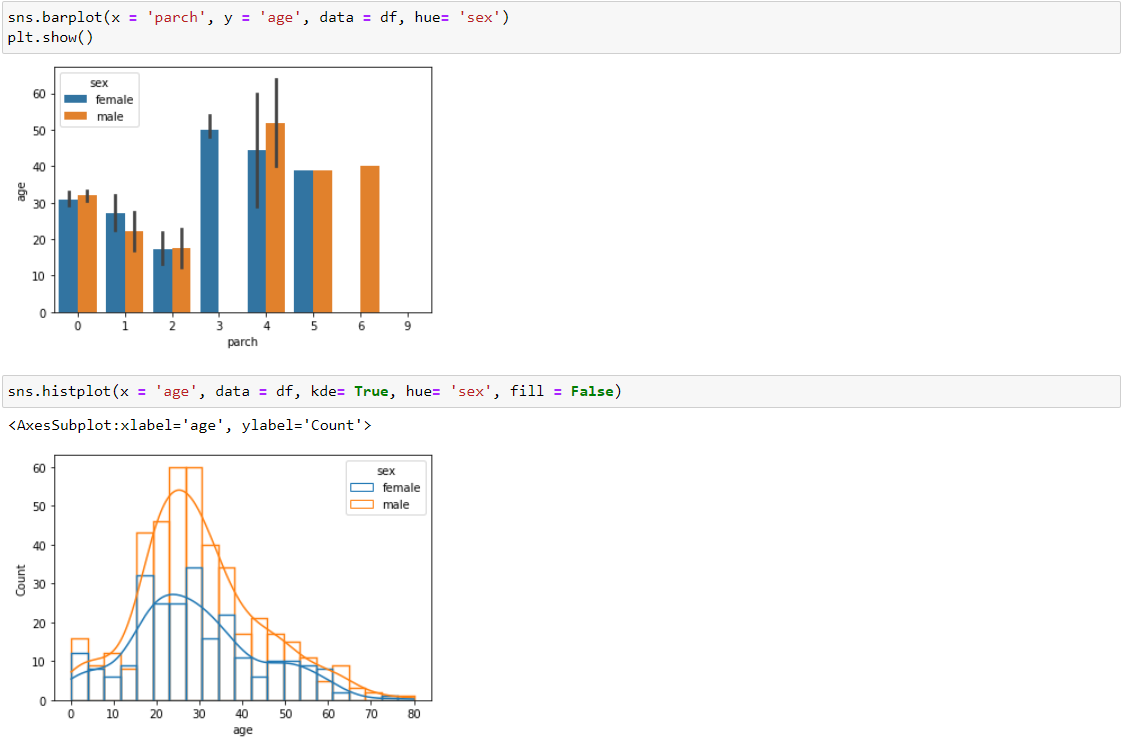 sns.barplot(x = 'parch', y = 'age', data = df, hue= 'sex')
plt.show()
sex
female
male
60
50
40
30
20
10
0
age
0 1 2 3 4 5 6 9
parch
sns.histplot(x = 'age', data = df, kde= True, hue= 'sex', fill = False)
<AxesSubplot:xlabel='age', ylabel='Count'>
sex
female
male
60
50
40
30
20
10
0
Count
0 10 20 30 40 50 60 70 80
age